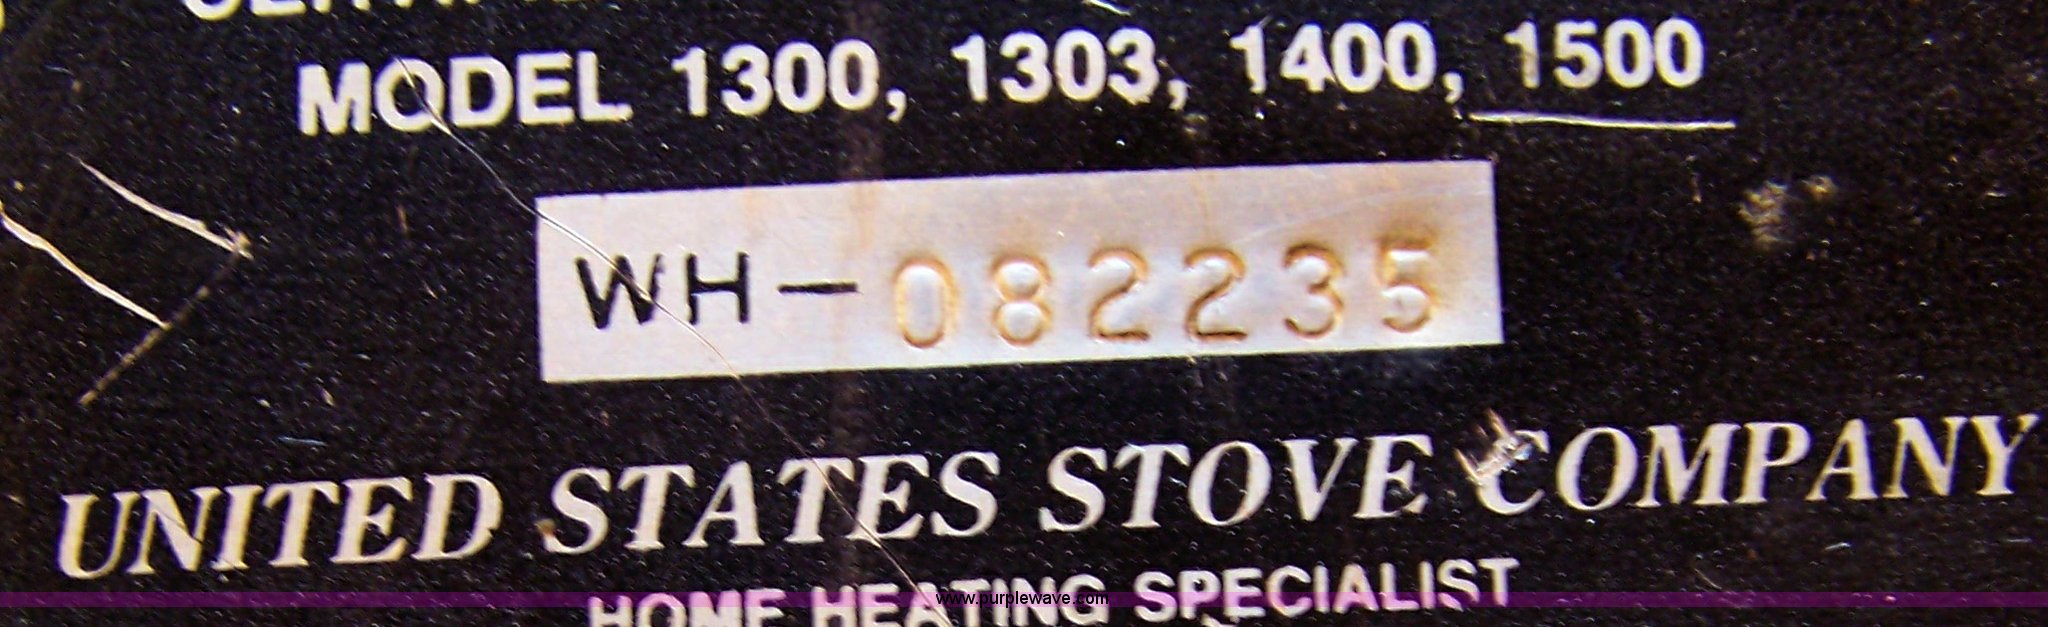 MODEL 1300, 1303, 1400, 1500
WH-082235
UNITED STATES STOVE COMPANY
HOME HEATING SPECIALIST
www.purplewave.com